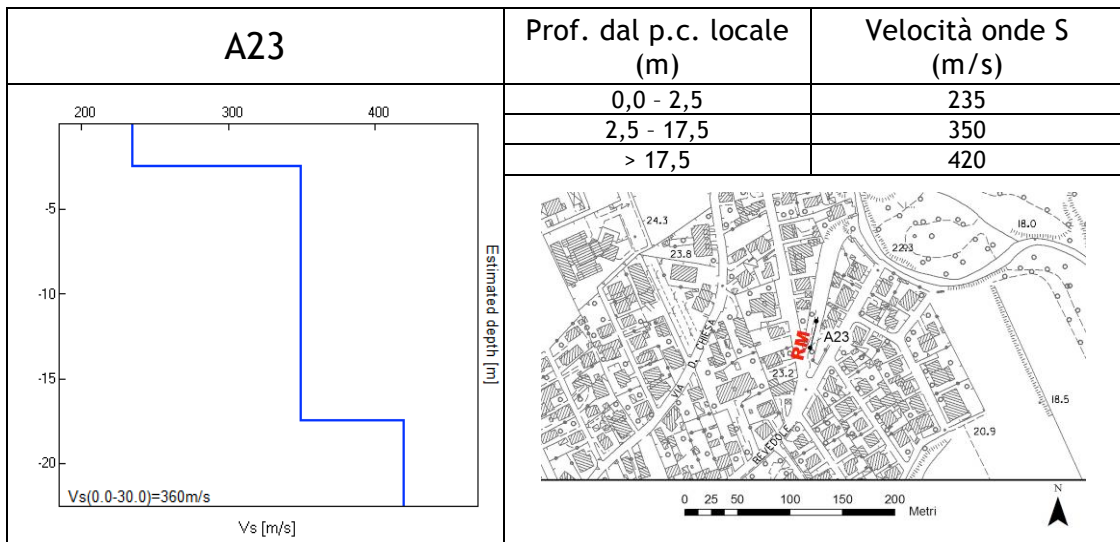 A23
Prof. dal p.c. locale
(m)
Velocità onde S
(m/s)
0,0 – 2,5
235
2,5 – 17,5
350
> 17,5
420
200
300
400
-5
-10
-15
-20
Estimated depth [m]
Vs(0.0-30.0)=360m/s
Vs [m/s]
24.3
23.8
22.3
18.0
VIA D. CHIESA
RM
A23
23.2
18.5
20.9
REVEDOLE
0 25 50 100 150 200
Metri
N